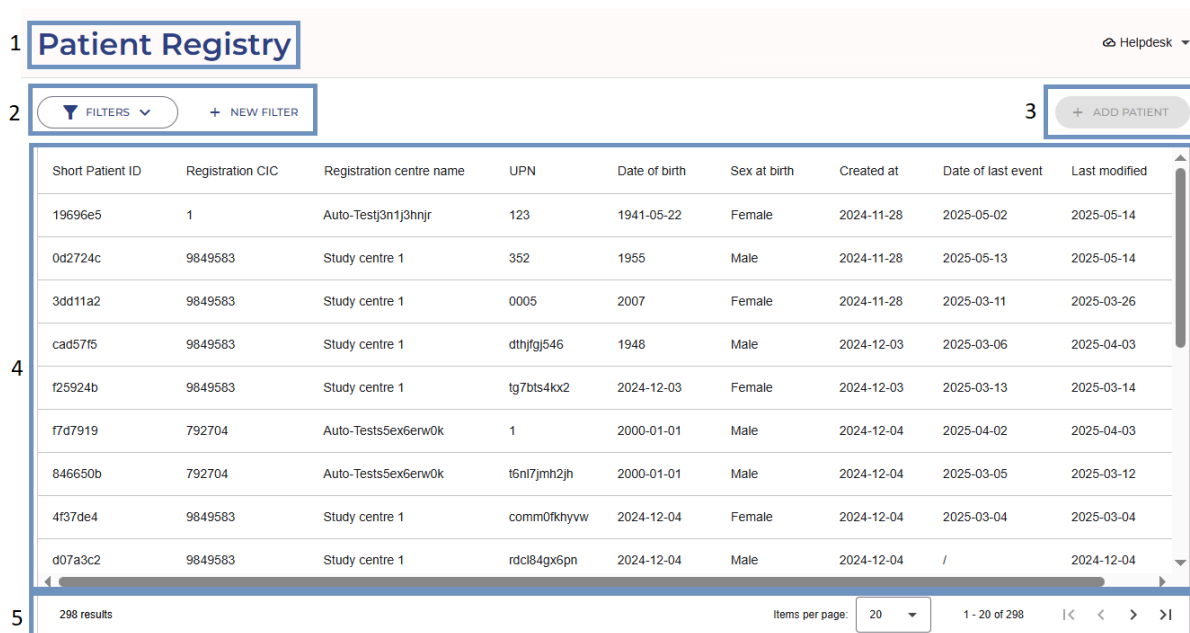 1 Patient Registry Helpdesk
2 FILTERS + NEW FILTER 3 + ADD PATIENT
Short Patient ID Registration CIC Registration centre name UPN Date of birth Sex at birth Created at Date of last event Last modified
19696e5 1 Auto-Testj3n1j3hnjr 123 1941-05-22 Female 2024-11-28 2025-05-02 2025-05-14
0d2724c 9849583 Study centre 1 352 1955 Male 2024-11-28 2025-05-13 2025-05-14
3dd11a2 9849583 Study centre 1 0005 2007 Female 2024-11-28 2025-03-11 2025-03-26
cad57f5 9849583 Study centre 1 dthjfgj546 1948 Male 2024-12-03 2025-03-06 2025-04-03
4
f25924b 9849583 Study centre 1 tg7bts4kx2 2024-12-03 Female 2024-12-03 2025-03-13 2025-03-14
f7d7919 792704 Auto-Tests5ex6erw0k 1 2000-01-01 Male 2024-12-04 2025-04-02 2025-04-03
846650b 792704 Auto-Tests5ex6erw0k t6nl7jmh2jh 2000-01-01 Male 2024-12-04 2025-03-05 2025-03-12
4f37de4 9849583 Study centre 1 comm0fkhyvw 2024-12-04 Female 2024-12-04 2025-03-04 2025-03-04
d07a3c2 9849583 Study centre 1 rdcl84gx6pn 2024-12-04 Male 2024-12-04 / 2024-12-04
5 298 results Items per page: 20 1 - 20 of 298